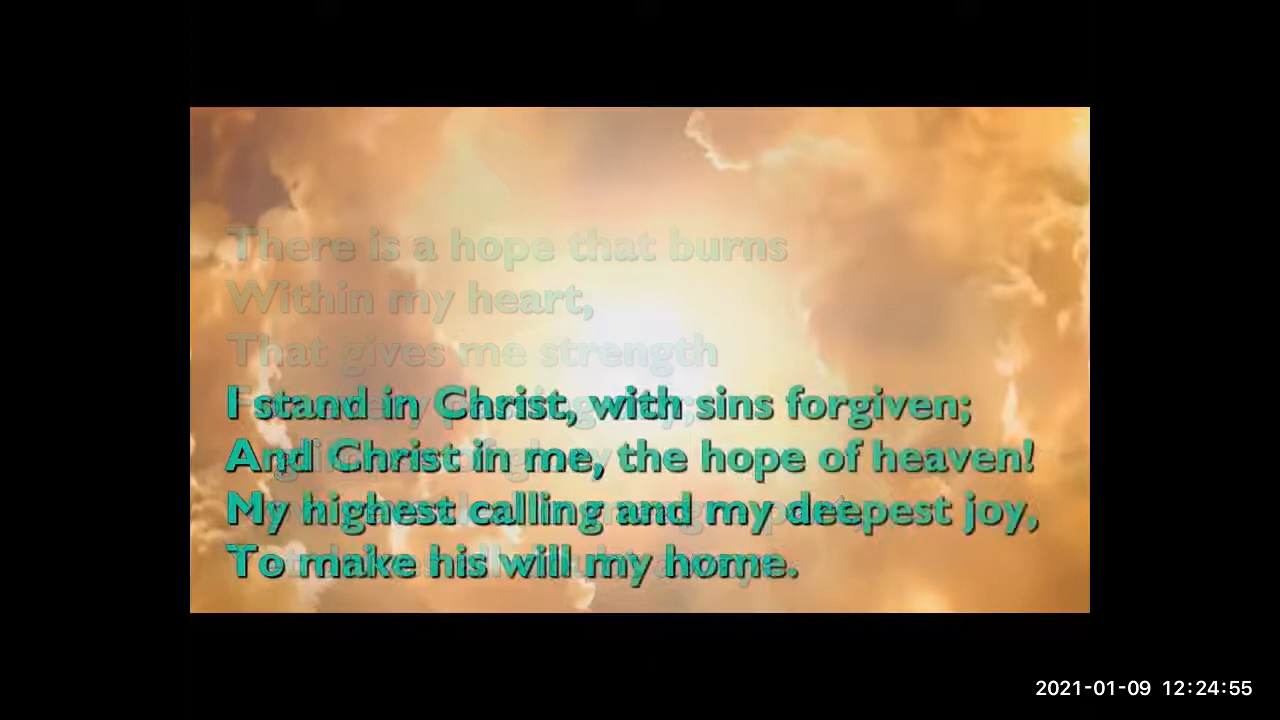 There is a hope that burns
Within my heart,
That gives me strength
I stand in Christ, with sins forgiven;
And Christ in me, the hope of heaven!
My highest calling and my deepest joy,
To make his will my home.
2021-01-09 12:24:55